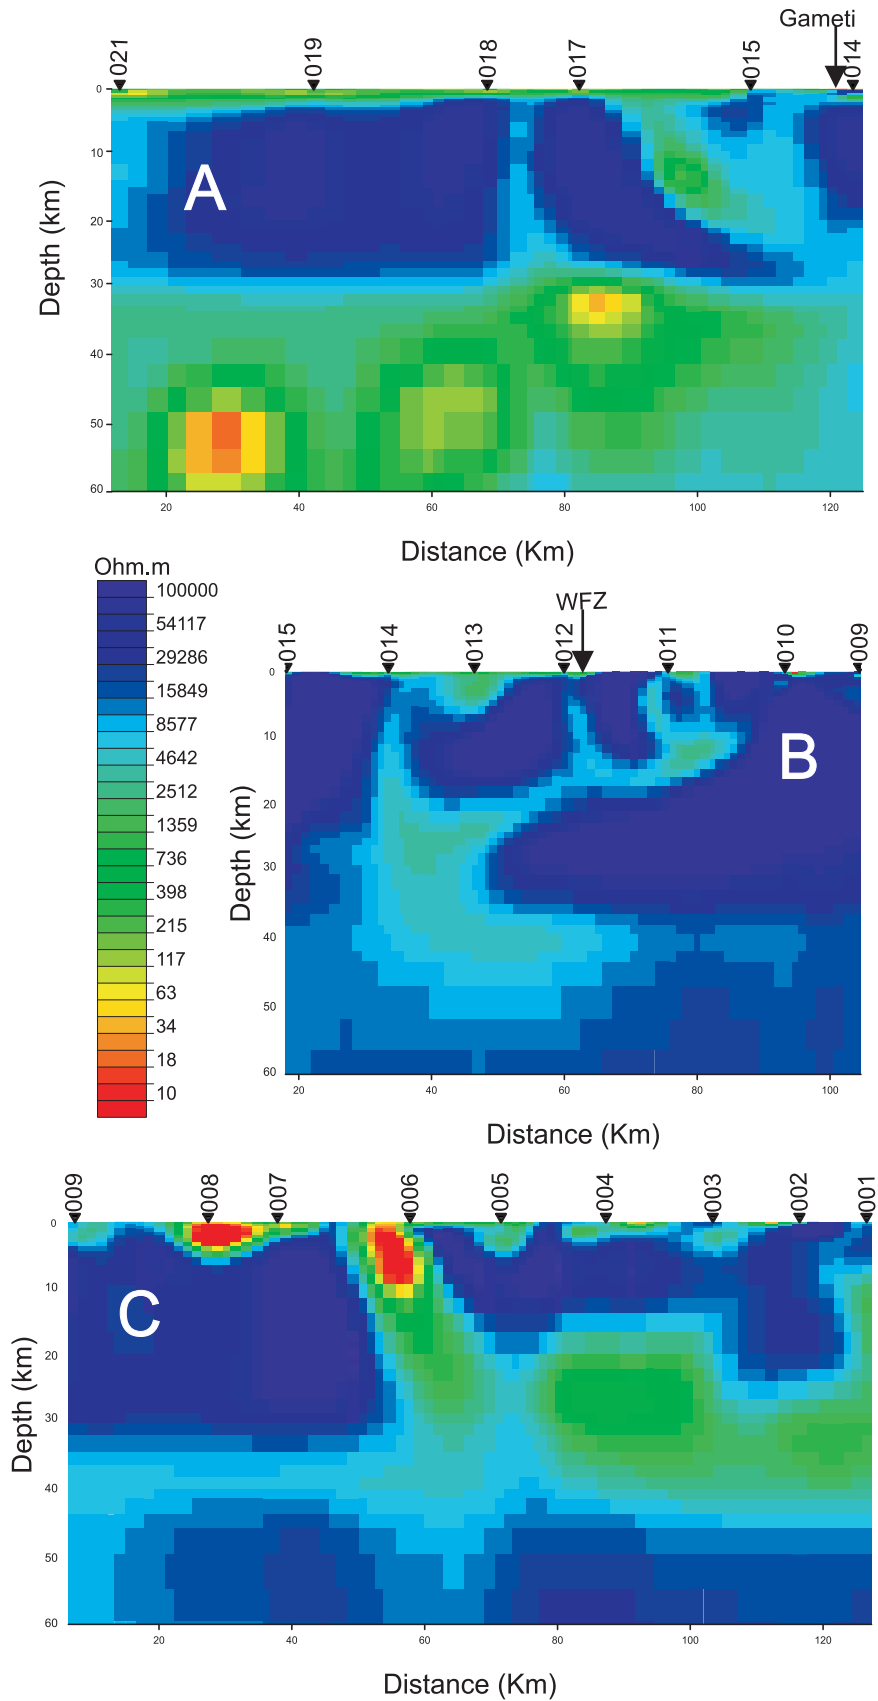 Gameti
021 019 018 017 015 014
0
10
20
30
40
50
60
Depth (km)
A
20 40 60 80 100 120
Distance (Km)
Ohm.m
100000
54117
29286
15849
8577
4642
2512
1359
736
398
215
117
63
34
18
10
WFZ
015 014 013 012 011 010 009
0
10
20
30
40
50
60
Depth (km)
B
20 40 60 80 100
Distance (Km)
009 008 007 006 005 004 003 002 001
0
10
20
30
40
50
60
Depth (km)
C
20 40 60 80 100 120
Distance (Km)